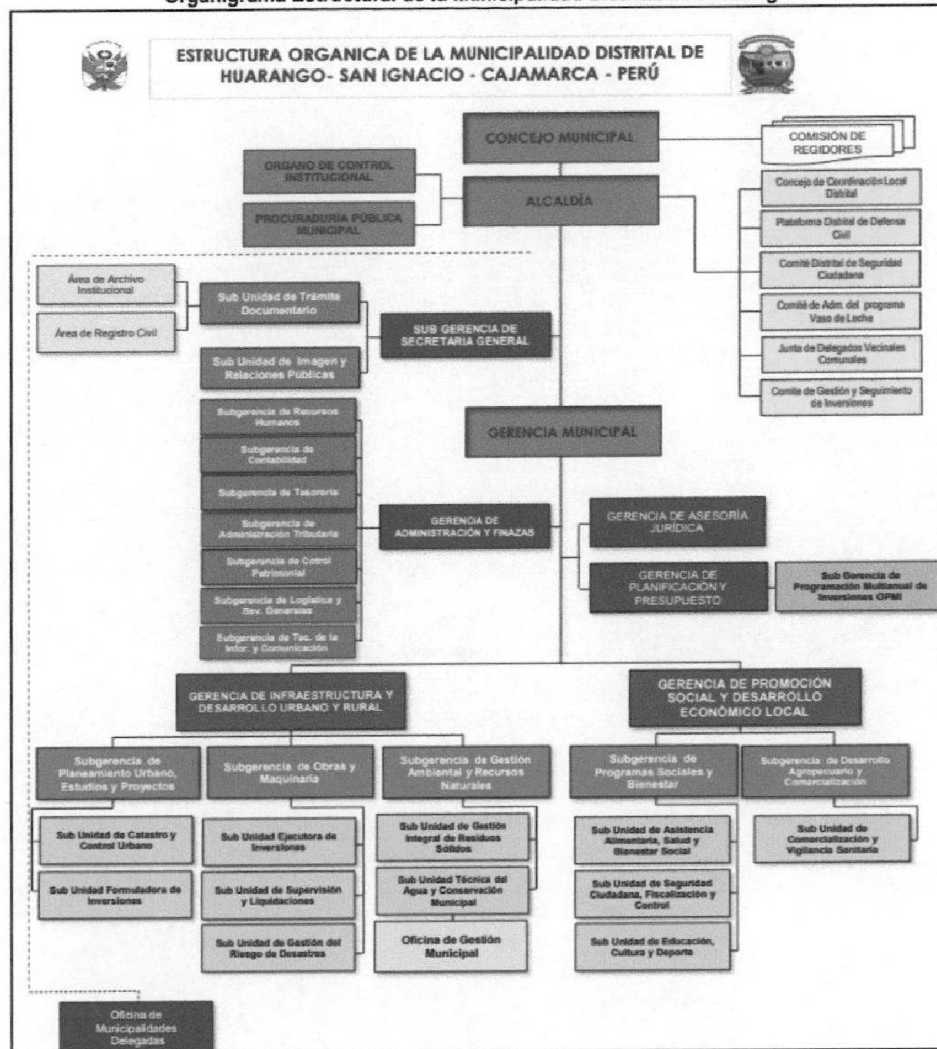 ESTRUCTURA ORGANICA DE LA MUNICIPALIDAD DISTRITAL DE
HUARANGO- SAN IGNACIO - CAJAMARCA - PERÚ
CONCEJO MUNICIPAL
COMISIÓN DE
REGIDORES
ORGANO DE CONTROL
INSTITUCIONAL
ALCALDÍA
PROCURADURÍA PÚBLICA
MUNICIPAL
Concejo de Coordinación Local
Distrital
Plataforma Distrital de Defensa
Civil
Comité Distrital de Seguridad
Ciudadana
Comité de Adm. del programa
Vaso de Leche
Junta de Delegados Vecinales
Comunales
Comite de Gestión y Seguimiento
de Inversiones
Área de Archivo
Institucional
Área de Registro Civil
Sub Unidad de Trámite
Documentario
Sub Unidad de Imagen y
Relaciones Públicas
SUB GERENCIA DE
SECRETARIA GENERAL
GERENCIA MUNICIPAL
Subgerencia de Recursos
Humanos
Subgerencia de
Contabilidad
Subgerencia de Tesorería
Subgerencia de
Administración Tributaria
Subgerencia de Cotrol
Patrimonial
Subgerencia de Logística y
Sev. Generales
Subgerencia de Tec. de la
Infor. y Comunicación
GERENCIA DE
ADMINISTRACIÓN Y FINAZAS
GERENCIA DE ASESORÍA
JURÍDICA
GERENCIA DE
PLANIFICACIÓN Y
PRESUPUESTO
Sub Gerencia de
Programación Multianual de
Inversiones OPMI
GERENCIA DE INFRAESTRUCTURA Y
DESARROLLO URBANO Y RURAL
GERENCIA DE PROMOCIÓN
SOCIAL Y DESARROLLO
ECONÓMICO LOCAL
Subgerencia de
Planeamiento Urbano,
Estudios y Proyectos
Subgerencia de Obras y
Maquinaria
Subgerencia de Gestión
Ambiental y Recursos
Naturales
Subgerencia de
Programas Sociales y
Bienestar
Subgerencia de Desarrollo
Agropecuario y
Comercialización
Sub Unidad de Catastro y
Control Urbano
Sub Unidad Formuladora de
Inversiones
Sub Unidad Ejecutora de
Inversiones
Sub Unidad de Supervisión
y Liquidaciones
Sub Unidad de Gestión del
Riesgo de Desastres
Sub Unidad de Gestión
Integral de Residuos
Sólidos
Sub Unidad Técnica del
Agua y Conservación
Municipal
Oficina de Gestión
Municipal
Sub Unidad de Asistencia
Alimentaria, Salud y
Bienestar Social
Sub Unidad de Seguridad
Ciudadana, Fiscalización y
Control
Sub Unidad de Educación,
Cultura y Deporte
Sub Unidad de
Comercialización y
Vigilancia Sanitaria
Oficina de
Municipalidades
Delegadas